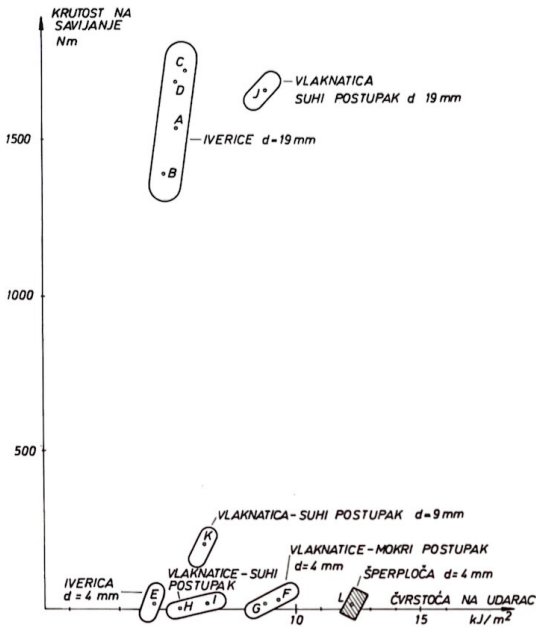 KRUTOST NA
SAVIJANJE
Nm
C
D
A
B
J
VLAKNATICA
SUHI POSTUPAK d 19 mm
IVERICE d = 19 mm
1500
1000
500
K
VLAKNATICA - SUHI POSTUPAK d = 9 mm
VLAKNATICE - MOKRI POSTUPAK
d = 4 mm
VLAKNATICE - SUHI
POSTUPAK
IVERICA
d = 4 mm
ŠPERPLOČA d = 4 mm
E
H
I
G
F
L
ČVRSTOĆA NA UDARAC
10
15
kJ/m²